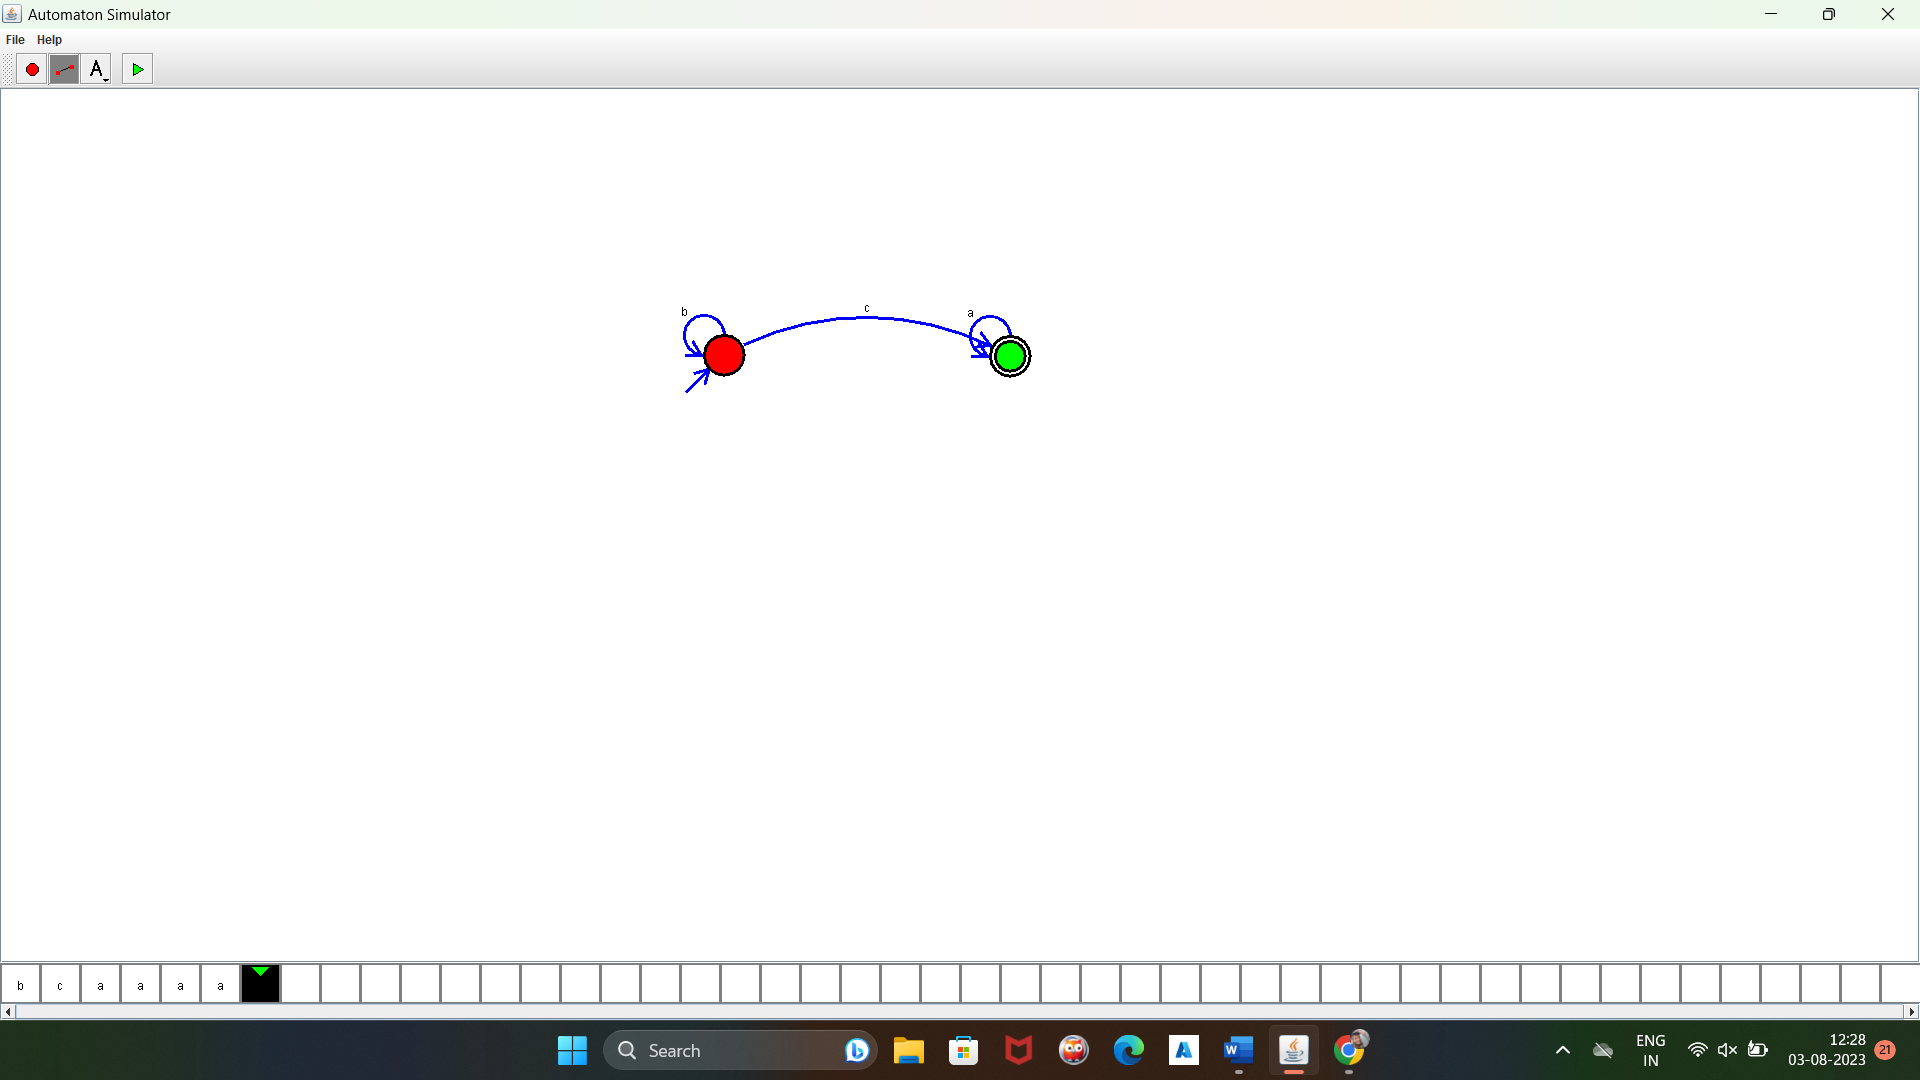 Automaton Simulator
File Help
A
b
c
a
b c a a a a
Search
ENG
IN
12:28
03-08-2023
21